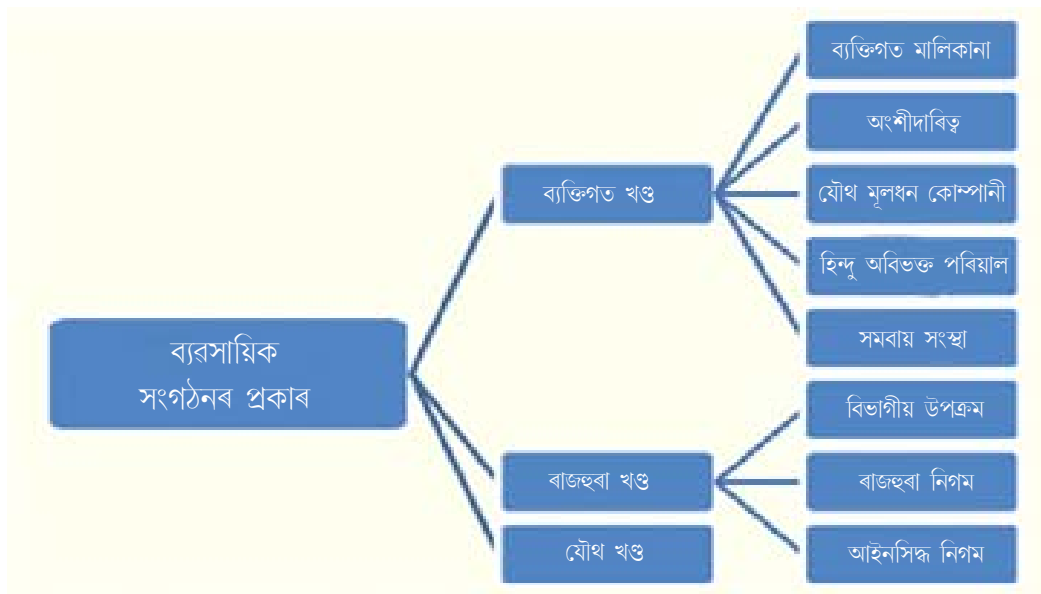 ব্যক্তিগত মালিকানা
অংশীদাৰিত্ব
ব্যক্তিগত খণ্ড
যৌথ মূলধন কোম্পানী
হিন্দু অবিভক্ত পৰিয়াল
সমবায় সংস্থা
ব্যৱসায়িক
সংগঠনৰ প্ৰকাৰ
বিভাগীয় উপক্ৰম
ৰাজহুৱা খণ্ড
ৰাজহুৱা নিগম
যৌথ খণ্ড
আইনসিদ্ধ নিগম